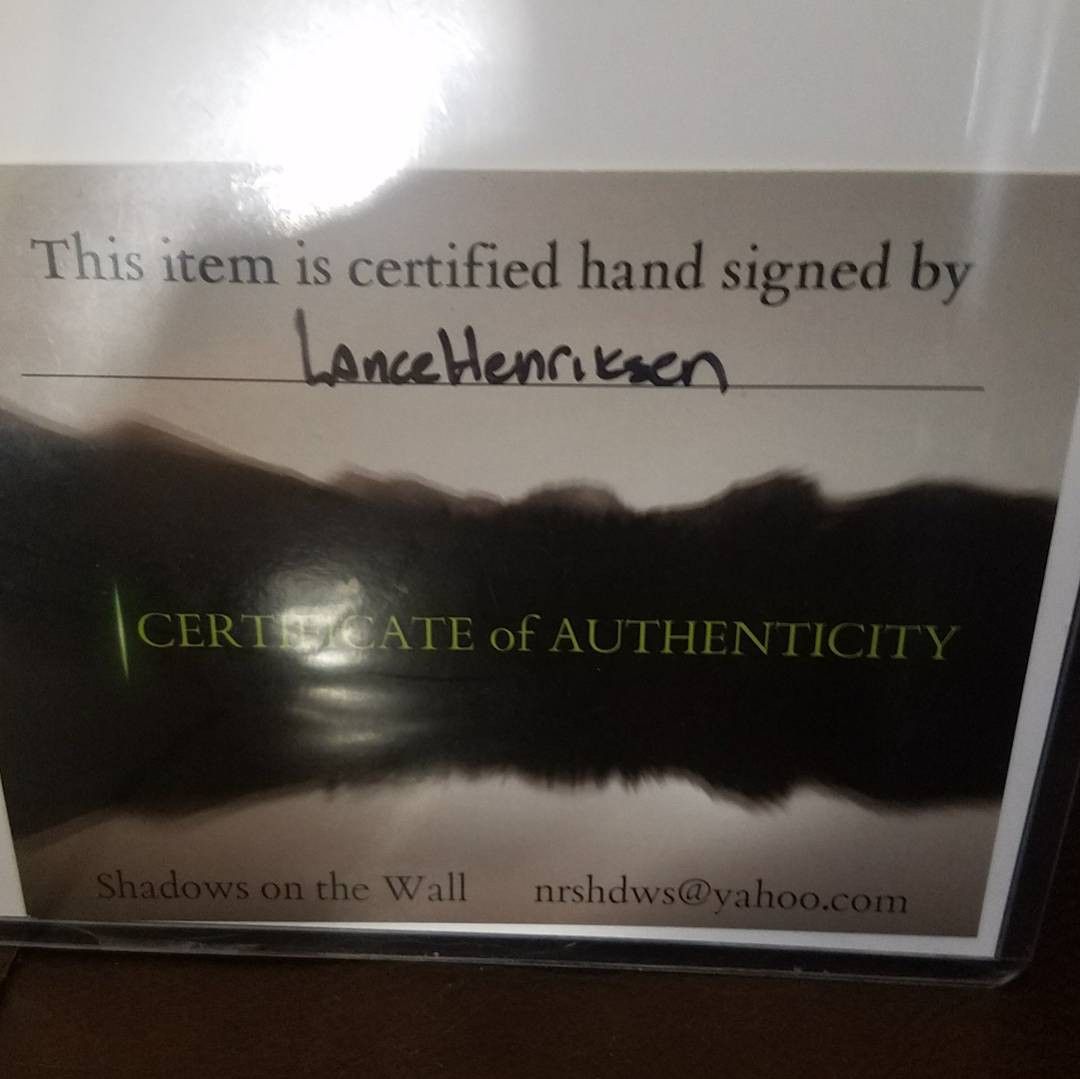 This item is certified hand signed by
Lance Henriksen
CERTIFICATE of AUTHENTICITY
Shadows on the Wall nrshdws@yahoo.com